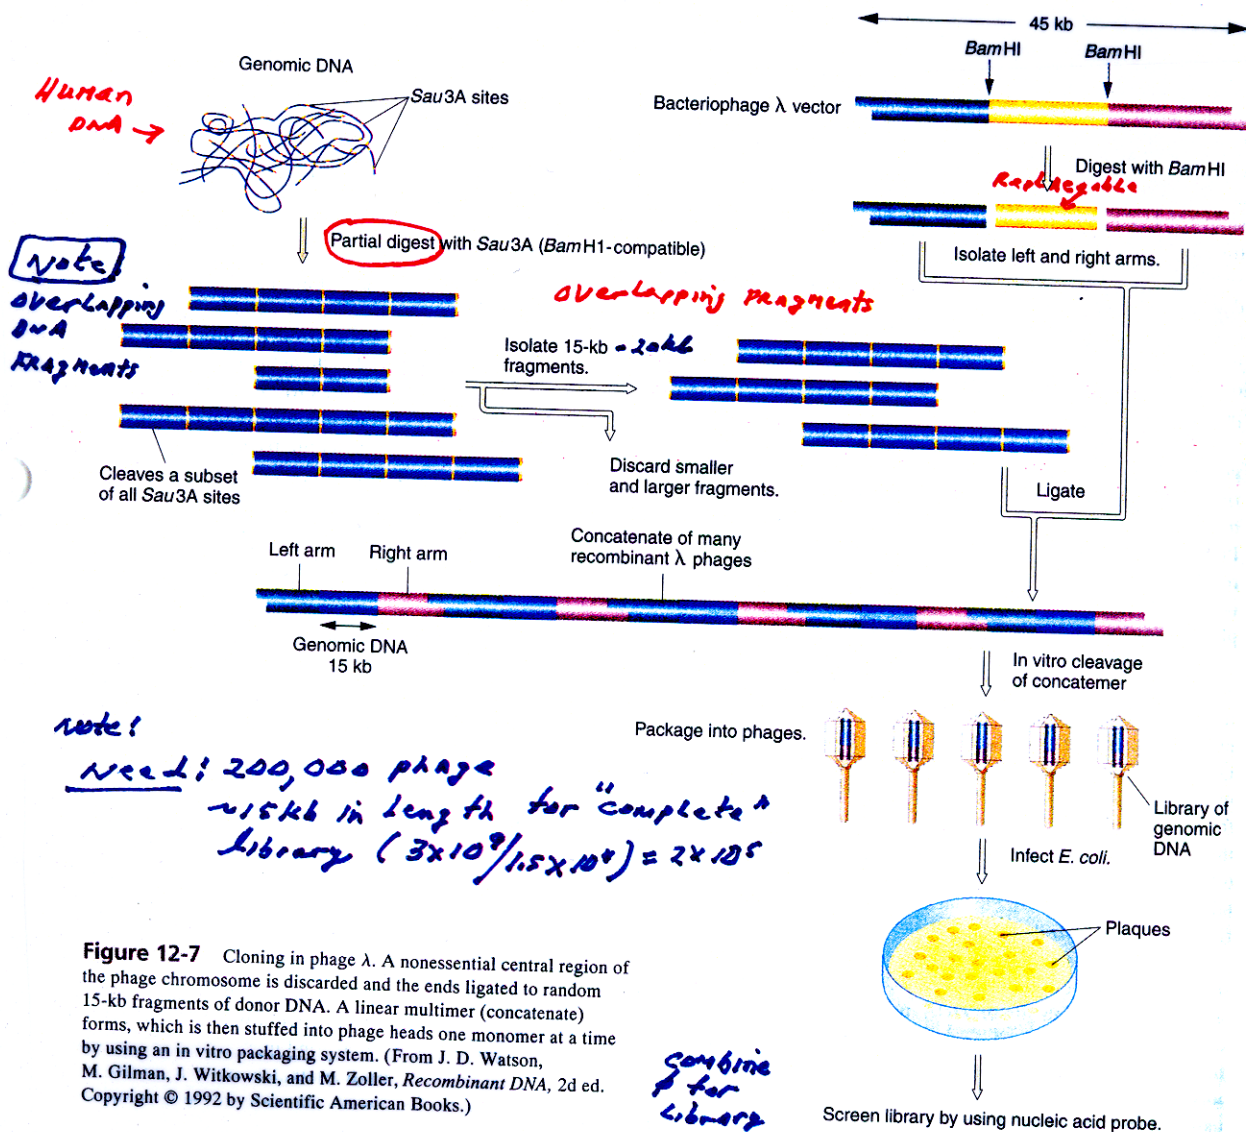 45 kb
BamHI
BamHI
Genomic DNA
Sau3A sites
Human
DNA →
Bacteriophage λ vector
Digest with BamHI
Replaceable
Partial digest with Sau3A (BamH1-compatible)
Isolate left and right arms.
Note
overlapping
DNA
Fragments
overlapping fragments
Isolate 15-kb - 20kb
fragments.
Cleaves a subset
of all Sau3A sites
Discard smaller
and larger fragments.
Ligate
Left arm
Right arm
Concatenate of many
recombinant λ phages
Genomic DNA
15 kb
In vitro cleavage
of concatemer
Package into phages.
Note!
Need: 200,000 phage
~15kb in length for "complete"
library (3x10⁹/1.5x10⁴) = 2x10⁵
Library of
genomic
DNA
Infect E. coli.
Plaques
Figure 12-7 Cloning in phage λ. A nonessential central region of
the phage chromosome is discarded and the ends ligated to random
15-kb fragments of donor DNA. A linear multimer (concatenate)
forms, which is then stuffed into phage heads one monomer at a time
by using an in vitro packaging system. (From J. D. Watson,
M. Gilman, J. Witkowski, and M. Zoller, Recombinant DNA, 2d ed.
Copyright © 1992 by Scientific American Books.)
combine
for
Library
Screen library by using nucleic acid probe.